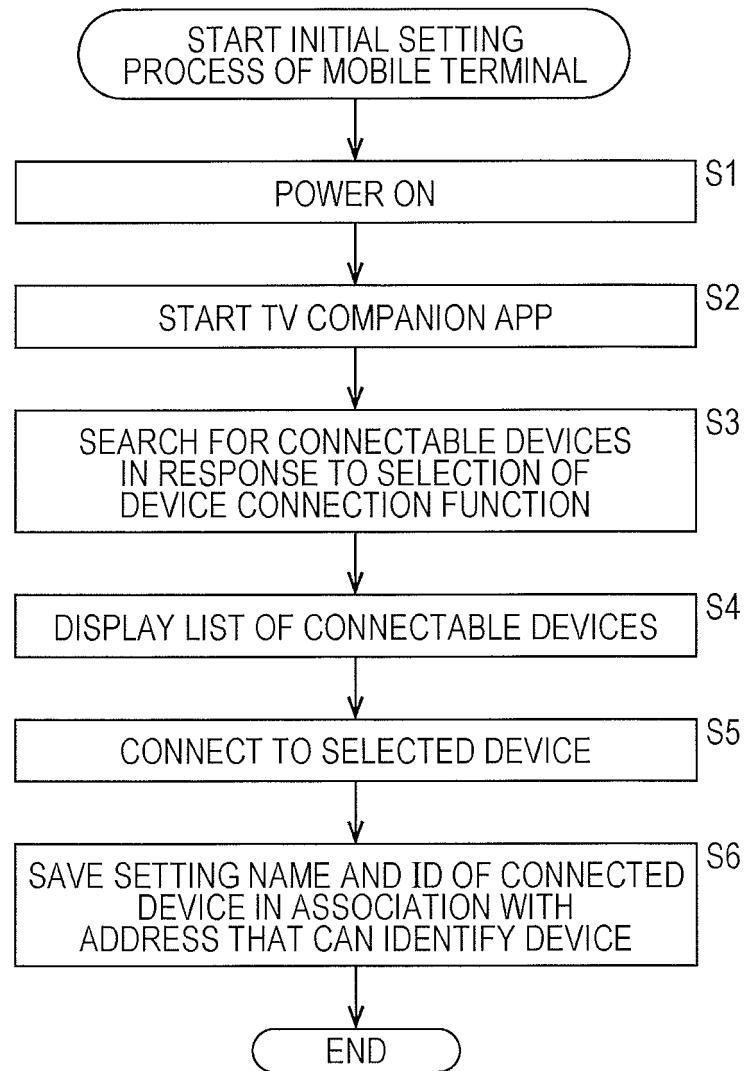 START INITIAL SETTING
PROCESS OF MOBILE TERMINAL
S1
POWER ON
S2
START TV COMPANION APP
S3
SEARCH FOR CONNECTABLE DEVICES
IN RESPONSE TO SELECTION OF
DEVICE CONNECTION FUNCTION
S4
DISPLAY LIST OF CONNECTABLE DEVICES
S5
CONNECT TO SELECTED DEVICE
S6
SAVE SETTING NAME AND ID OF CONNECTED
DEVICE IN ASSOCIATION WITH
ADDRESS THAT CAN IDENTIFY DEVICE
END